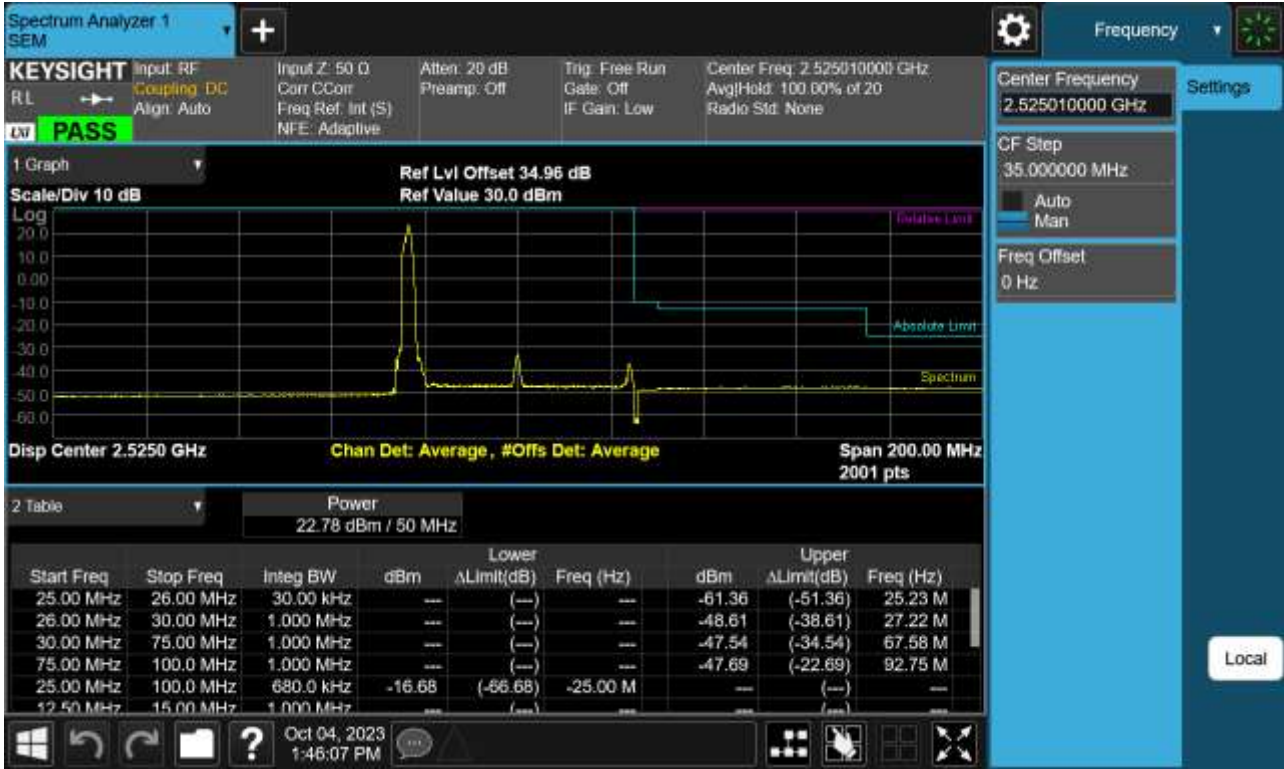 Spectrum Analyzer 1
SEM
+
Frequency
KEYSIGHT
RL
LXI
PASS
Input: RF
Coupling: DC
Align: Auto
Input Z: 50 Ω
Corr CCorr
Freq Ref: Int (S)
NFE: Adaptive
Atten: 20 dB
Preamp: Off
Trig: Free Run
Gate: Off
IF Gain: Low
Center Freq: 2.525010000 GHz
Avg|Hold: 100.00% of 20
Radio Std: None
Center Frequency
2.525010000 GHz
Settings
CF Step
35.000000 MHz
Auto
Man
Freq Offset
0 Hz
Local
1 Graph
Scale/Div 10 dB
Ref Lvl Offset 34.96 dB
Ref Value 30.0 dBm
Log
20.0
10.0
0.00
-10.0
-20.0
-30.0
-40.0
-50.0
-60.0
Relative Limit
Absolute Limit
Spectrum
Disp Center 2.5250 GHz
Chan Det: Average, #Offs Det: Average
Span 200.00 MHz
2001 pts
2 Table
Power
22.78 dBm / 50 MHz
Lower Upper
Start Freq Stop Freq Integ BW dBm ΔLimit(dB) Freq (Hz) dBm ΔLimit(dB) Freq (Hz)
25.00 MHz 26.00 MHz 30.00 kHz --- (---) --- -61.36 (-51.36) 25.23 M
26.00 MHz 30.00 MHz 1.000 MHz --- (---) --- -48.61 (-38.61) 27.22 M
30.00 MHz 75.00 MHz 1.000 MHz --- (---) --- -47.54 (-34.54) 67.58 M
75.00 MHz 100.0 MHz 1.000 MHz --- (---) --- -47.69 (-22.69) 92.75 M
25.00 MHz 100.0 MHz 680.0 kHz -16.68 (-66.68) -25.00 M --- (---) ---
12.50 MHz 15.00 MHz 1.000 MHz --- (---) --- --- (---) ---
?
Oct 04, 2023
1:46:07 PM